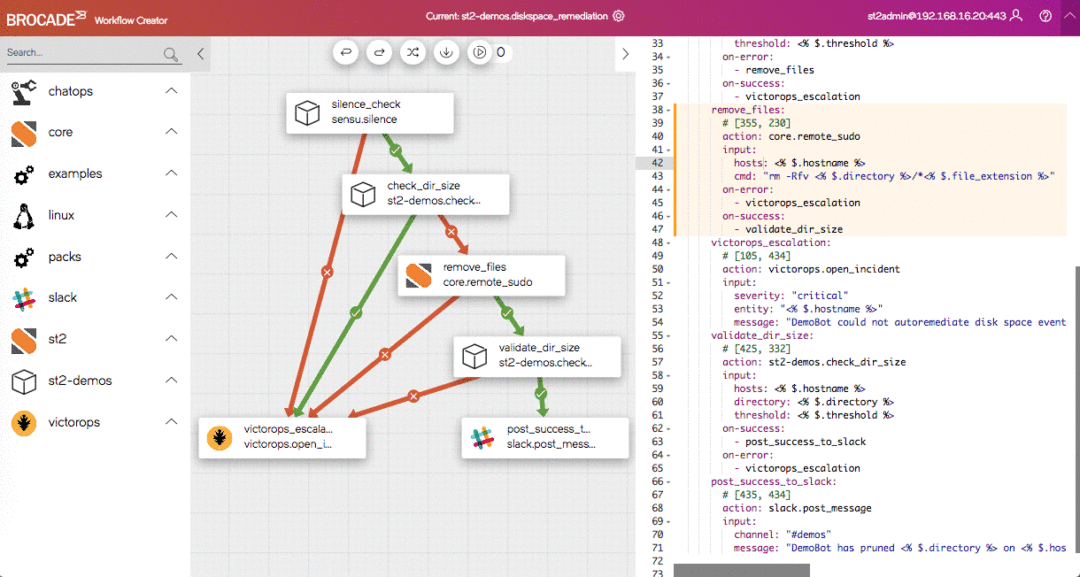 BROCADE Workflow Creator
Current: st2-demos.diskspace_remediation
st2admin@192.168.16.20:443
Search...
chatops
core
examples
linux
packs
slack
st2
st2-demos
victorops
0
silence_check
sensu.silence
check_dir_size
st2-demos.check...
remove_files
core.remote_sudo
validate_dir_size
st2-demos.check...
victorops_escala...
victorops.open_i...
post_success_t...
slack.post_mess...
33 threshold: <% $.threshold %>
34 on-error:
35 - remove_files
36 on-success:
37 - victorops_escalation
38 remove_files:
39 # [355, 230]
40 action: core.remote_sudo
41 input:
42 hosts: <% $.hostname %>
43 cmd: "rm -Rfv <% $.directory %>/*<% $.file_extension %>"
44 on-error:
45 - victorops_escalation
46 on-success:
47 - validate_dir_size
48 victorops_escalation:
49 # [105, 434]
50 action: victorops.open_incident
51 input:
52 severity: "critical"
53 entity: "<% $.hostname %>"
54 message: "DemoBot could not autoremediate disk space event
55 validate_dir_size:
56 # [425, 332]
57 action: st2-demos.check_dir_size
58 input:
59 hosts: <% $.hostname %>
60 directory: <% $.directory %>
61 threshold: <% $.threshold %>
62 on-success:
63 - post_success_to_slack
64 on-error:
65 - victorops_escalation
66 post_success_to_slack:
67 # [435, 434]
68 action: slack.post_message
69 input:
70 channel: "#demos"
71 message: "DemoBot has pruned <% $.directory %> on <% $.hos
72
73